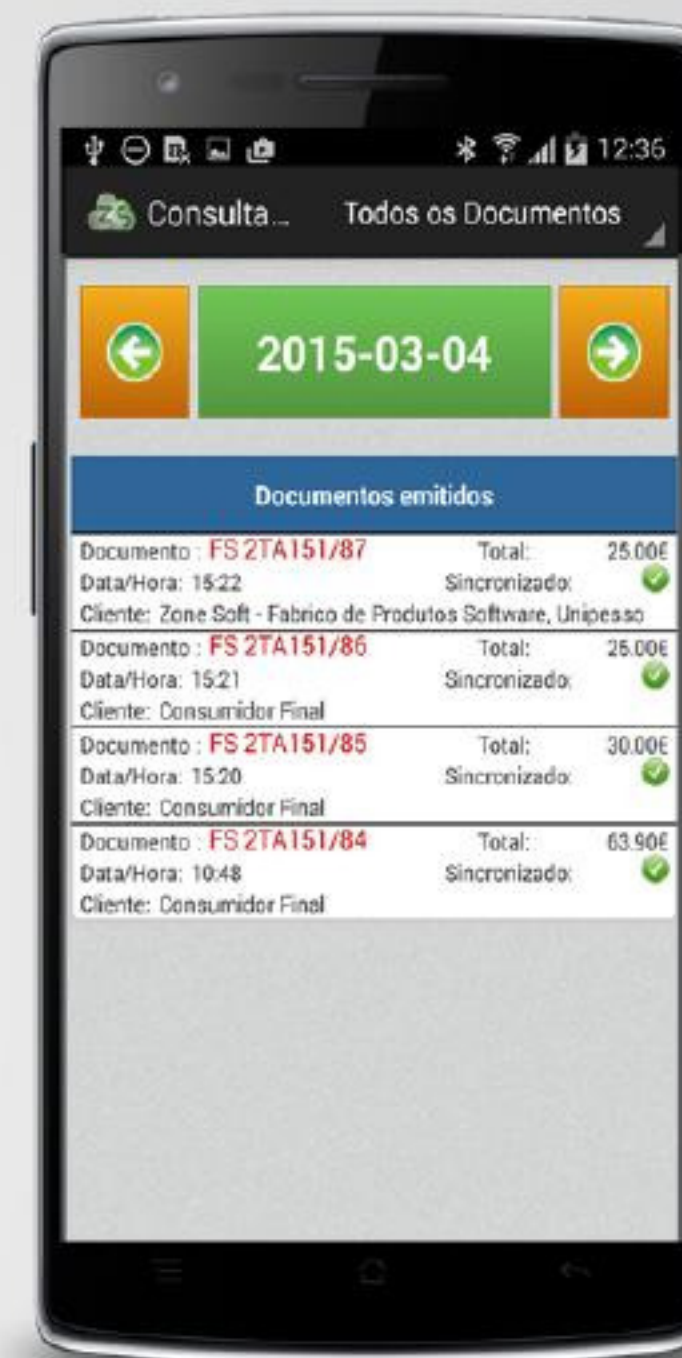 12:36
Consulta... Todos os Documentos
2015-03-04
Documentos emitidos
Documento : FS 2TA151/87 Total: 25.00€
Data/Hora: 15:22 Sincronizado:
Cliente: Zone Soft - Fabrico de Produtos Software, Unipesso
Documento : FS 2TA151/86 Total: 25.00€
Data/Hora: 15:21 Sincronizado:
Cliente: Consumidor Final
Documento : FS 2TA151/85 Total: 30.00€
Data/Hora: 15:20 Sincronizado:
Cliente: Consumidor Final
Documento : FS 2TA151/84 Total: 63.90€
Data/Hora: 10:48 Sincronizado:
Cliente: Consumidor Final